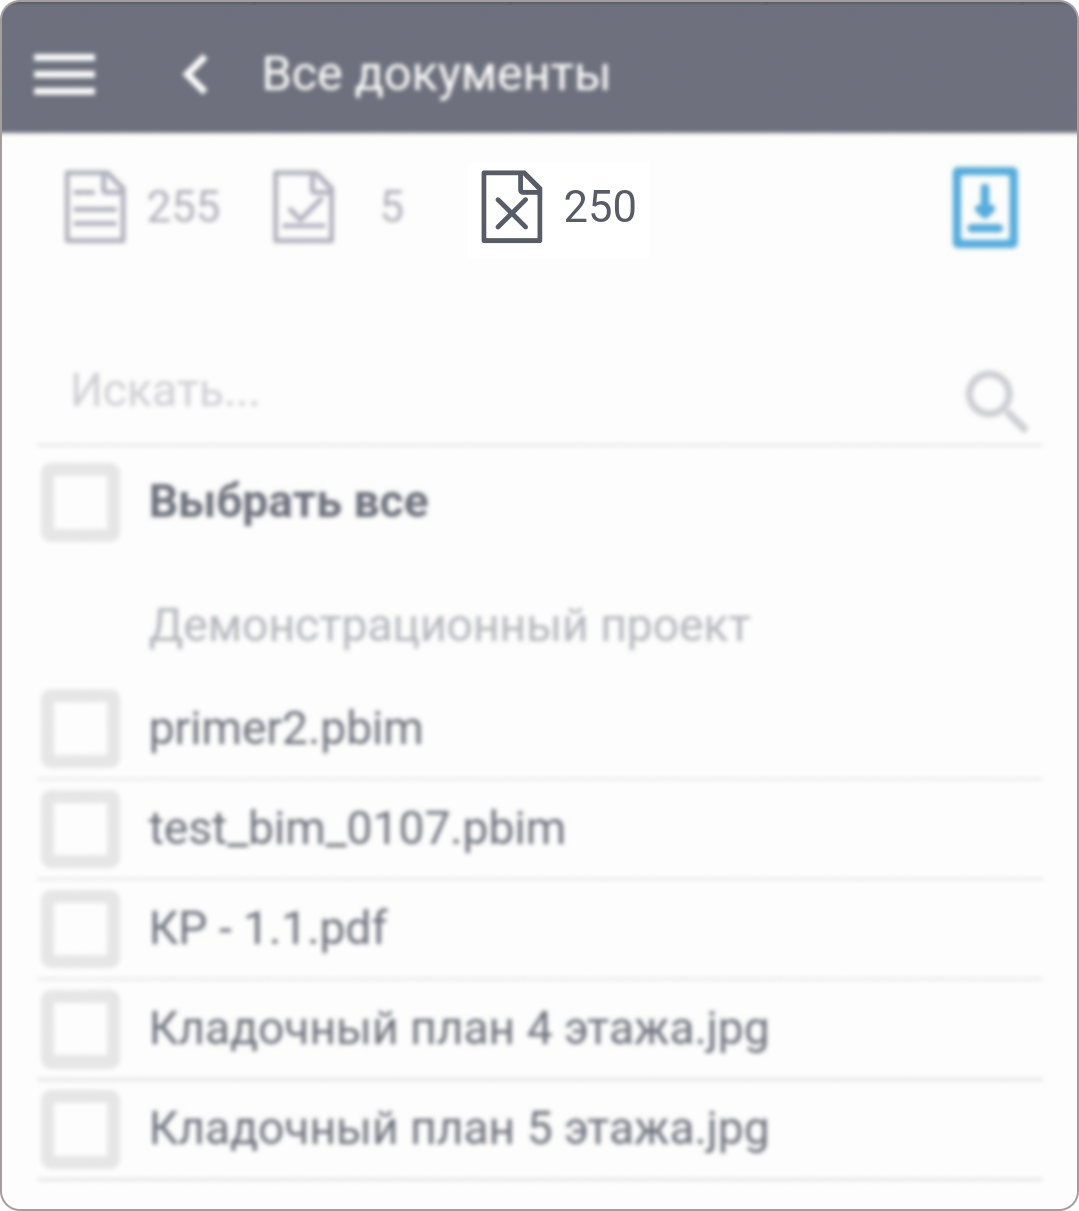 Все документы
255 5 250
Искать...
Выбрать все
Демонстрационный проект
primer2.pbim
test_bim_0107.pbim
КР - 1.1.pdf
Кладочный план 4 этажа.jpg
Кладочный план 5 этажа.jpg